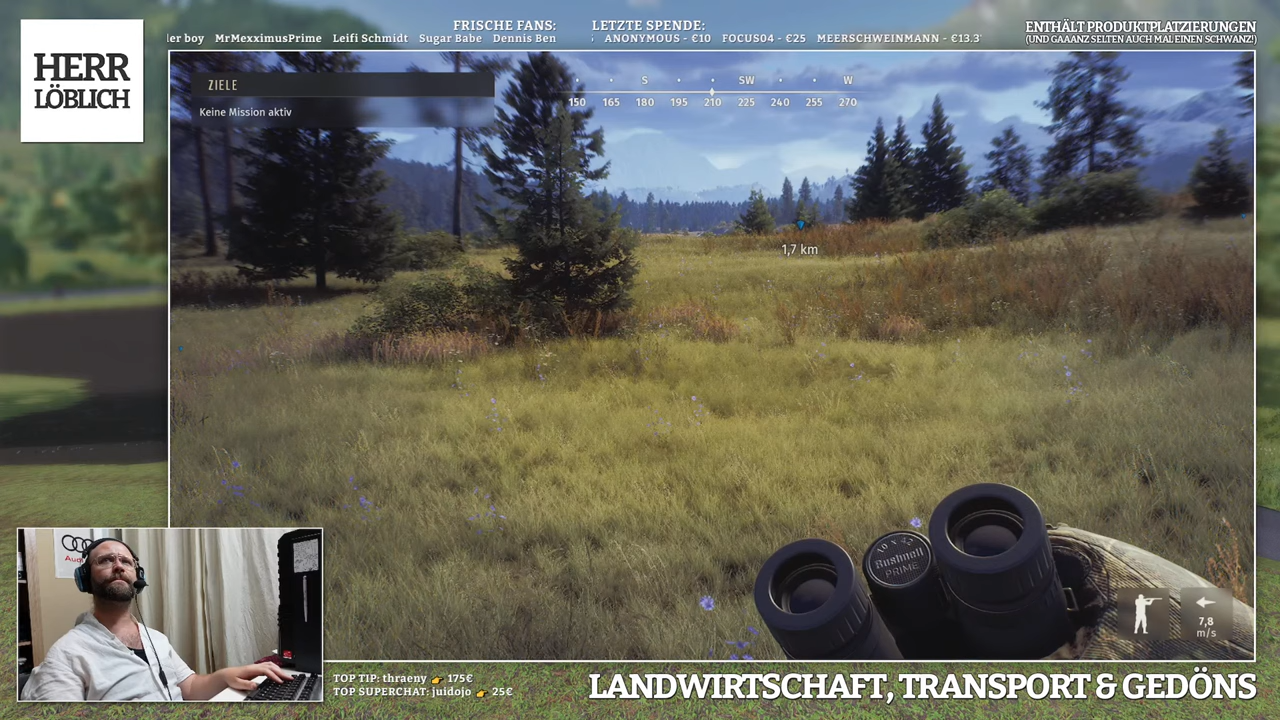 HERR
LÖBLICH
FRISCHE FANS:
ler boy MrMexximusPrime Leifi Schmidt Sugar Babe Dennis Ben
LETZTE SPENDE:
ANONYMOUS - €10 FOCUS04 - €25 MEERSCHWEINMANN - €13.3
ENTHÄLT PRODUKTPLATZIERUNGEN
(UND GAAANZ SELTEN AUCH MAL EINEN SCHWANZ!)
ZIELE
Keine Mission aktiv
S SW W
150 165 180 195 210 225 240 255 270
1,7 km
10 x 42
Bushnell
PRIME
7,8
m/s
TOP TIP: thraeny 👉 175€
TOP SUPERCHAT: juidojo 👉 25€
LANDWIRTSCHAFT, TRANSPORT & GEDÖNS